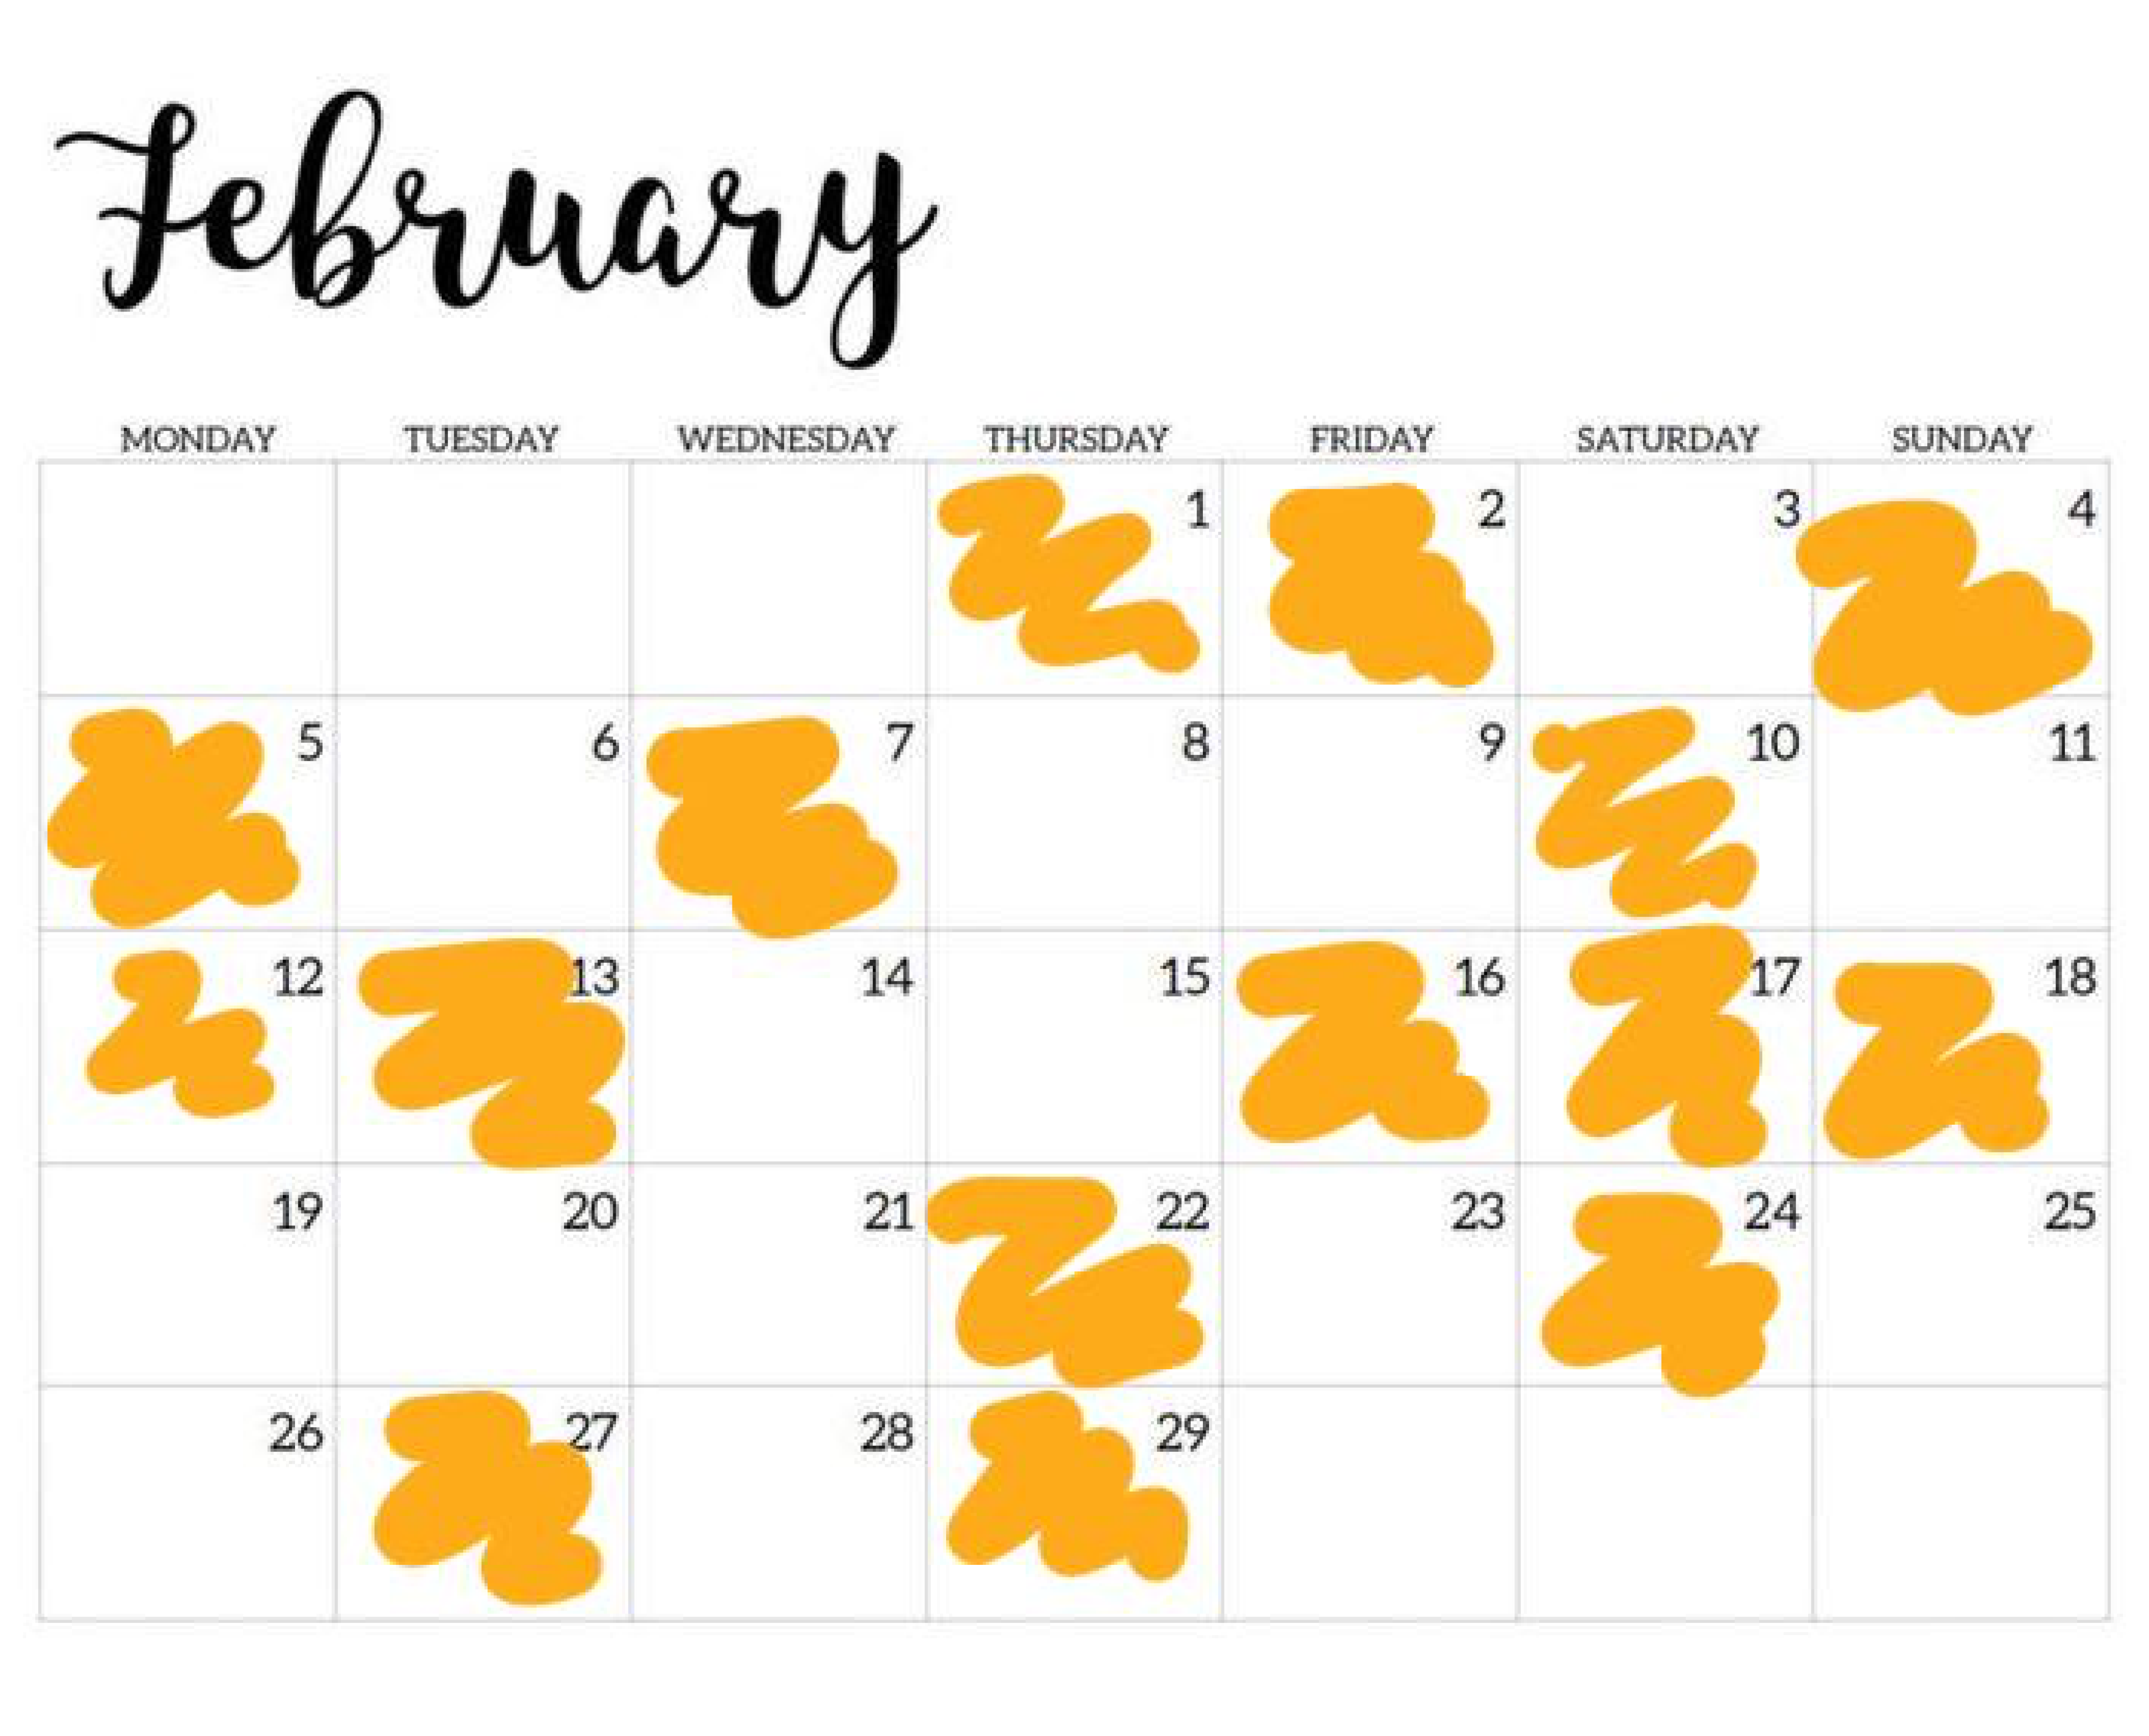 February
MONDAY TUESDAY WEDNESDAY THURSDAY FRIDAY SATURDAY SUNDAY
1 2 3 4
5 6 7 8 9 10 11
12 13 14 15 16 17 18
19 20 21 22 23 24 25
26 27 28 29